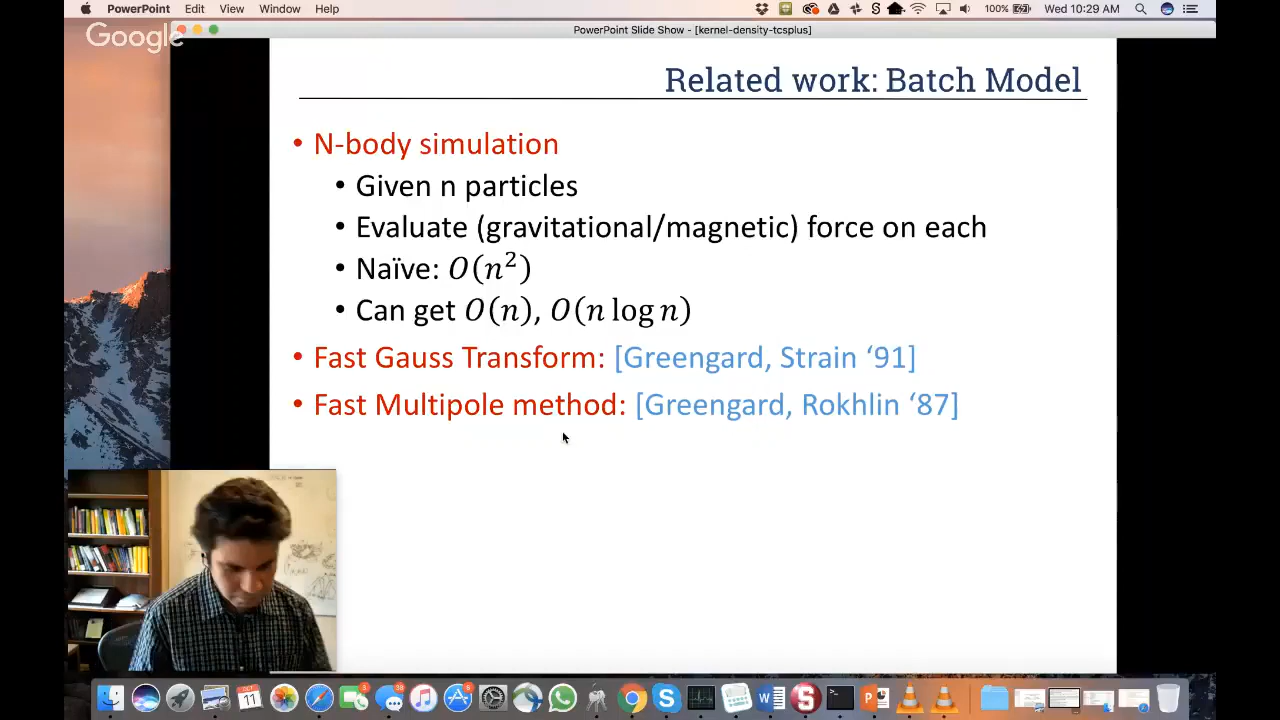 PowerPoint Edit View Window Help
100% Wed 10:29 AM
Google
PowerPoint Slide Show - [kernel-density-tcsplus]
Related work: Batch Model
• N-body simulation
• Given n particles
• Evaluate (gravitational/magnetic) force on each
• Naïve: O(n²)
• Can get O(n), O(n log n)
• Fast Gauss Transform: [Greengard, Strain ‘91]
• Fast Multipole method: [Greengard, Rokhlin ‘87]